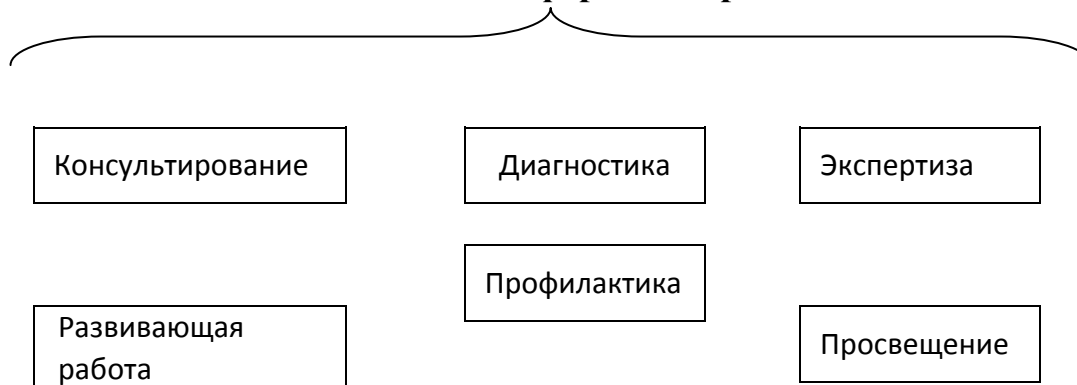 Консультирование
Диагностика
Экспертиза
Профилактика
Развивающая
работа
Просвещение